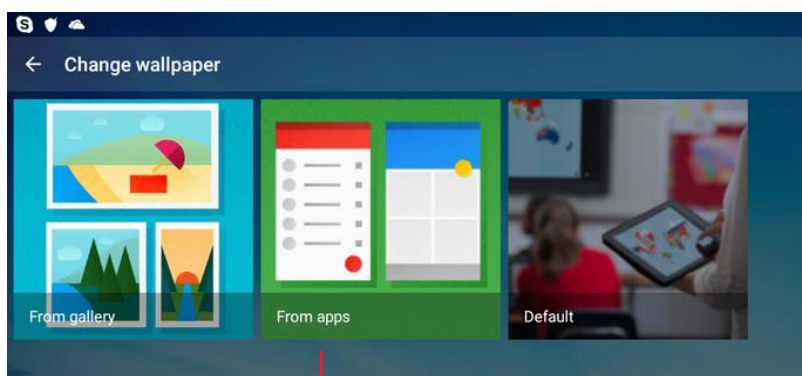 S
Change wallpaper
From gallery
From apps
Default